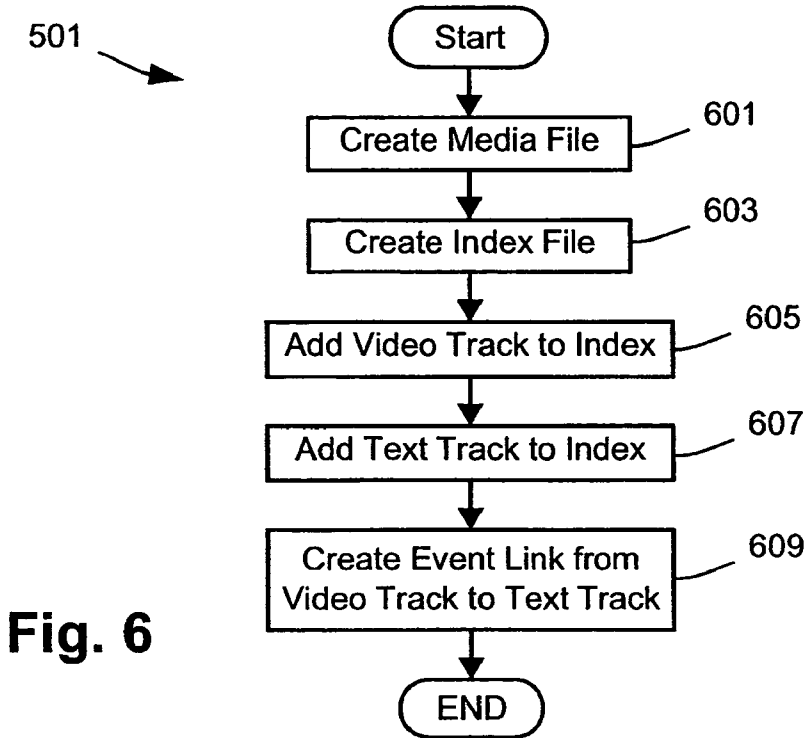 501
Start
Create Media File
601
Create Index File
603
Add Video Track to Index
605
Add Text Track to Index
607
Create Event Link from
Video Track to Text Track
609
END
Fig. 6